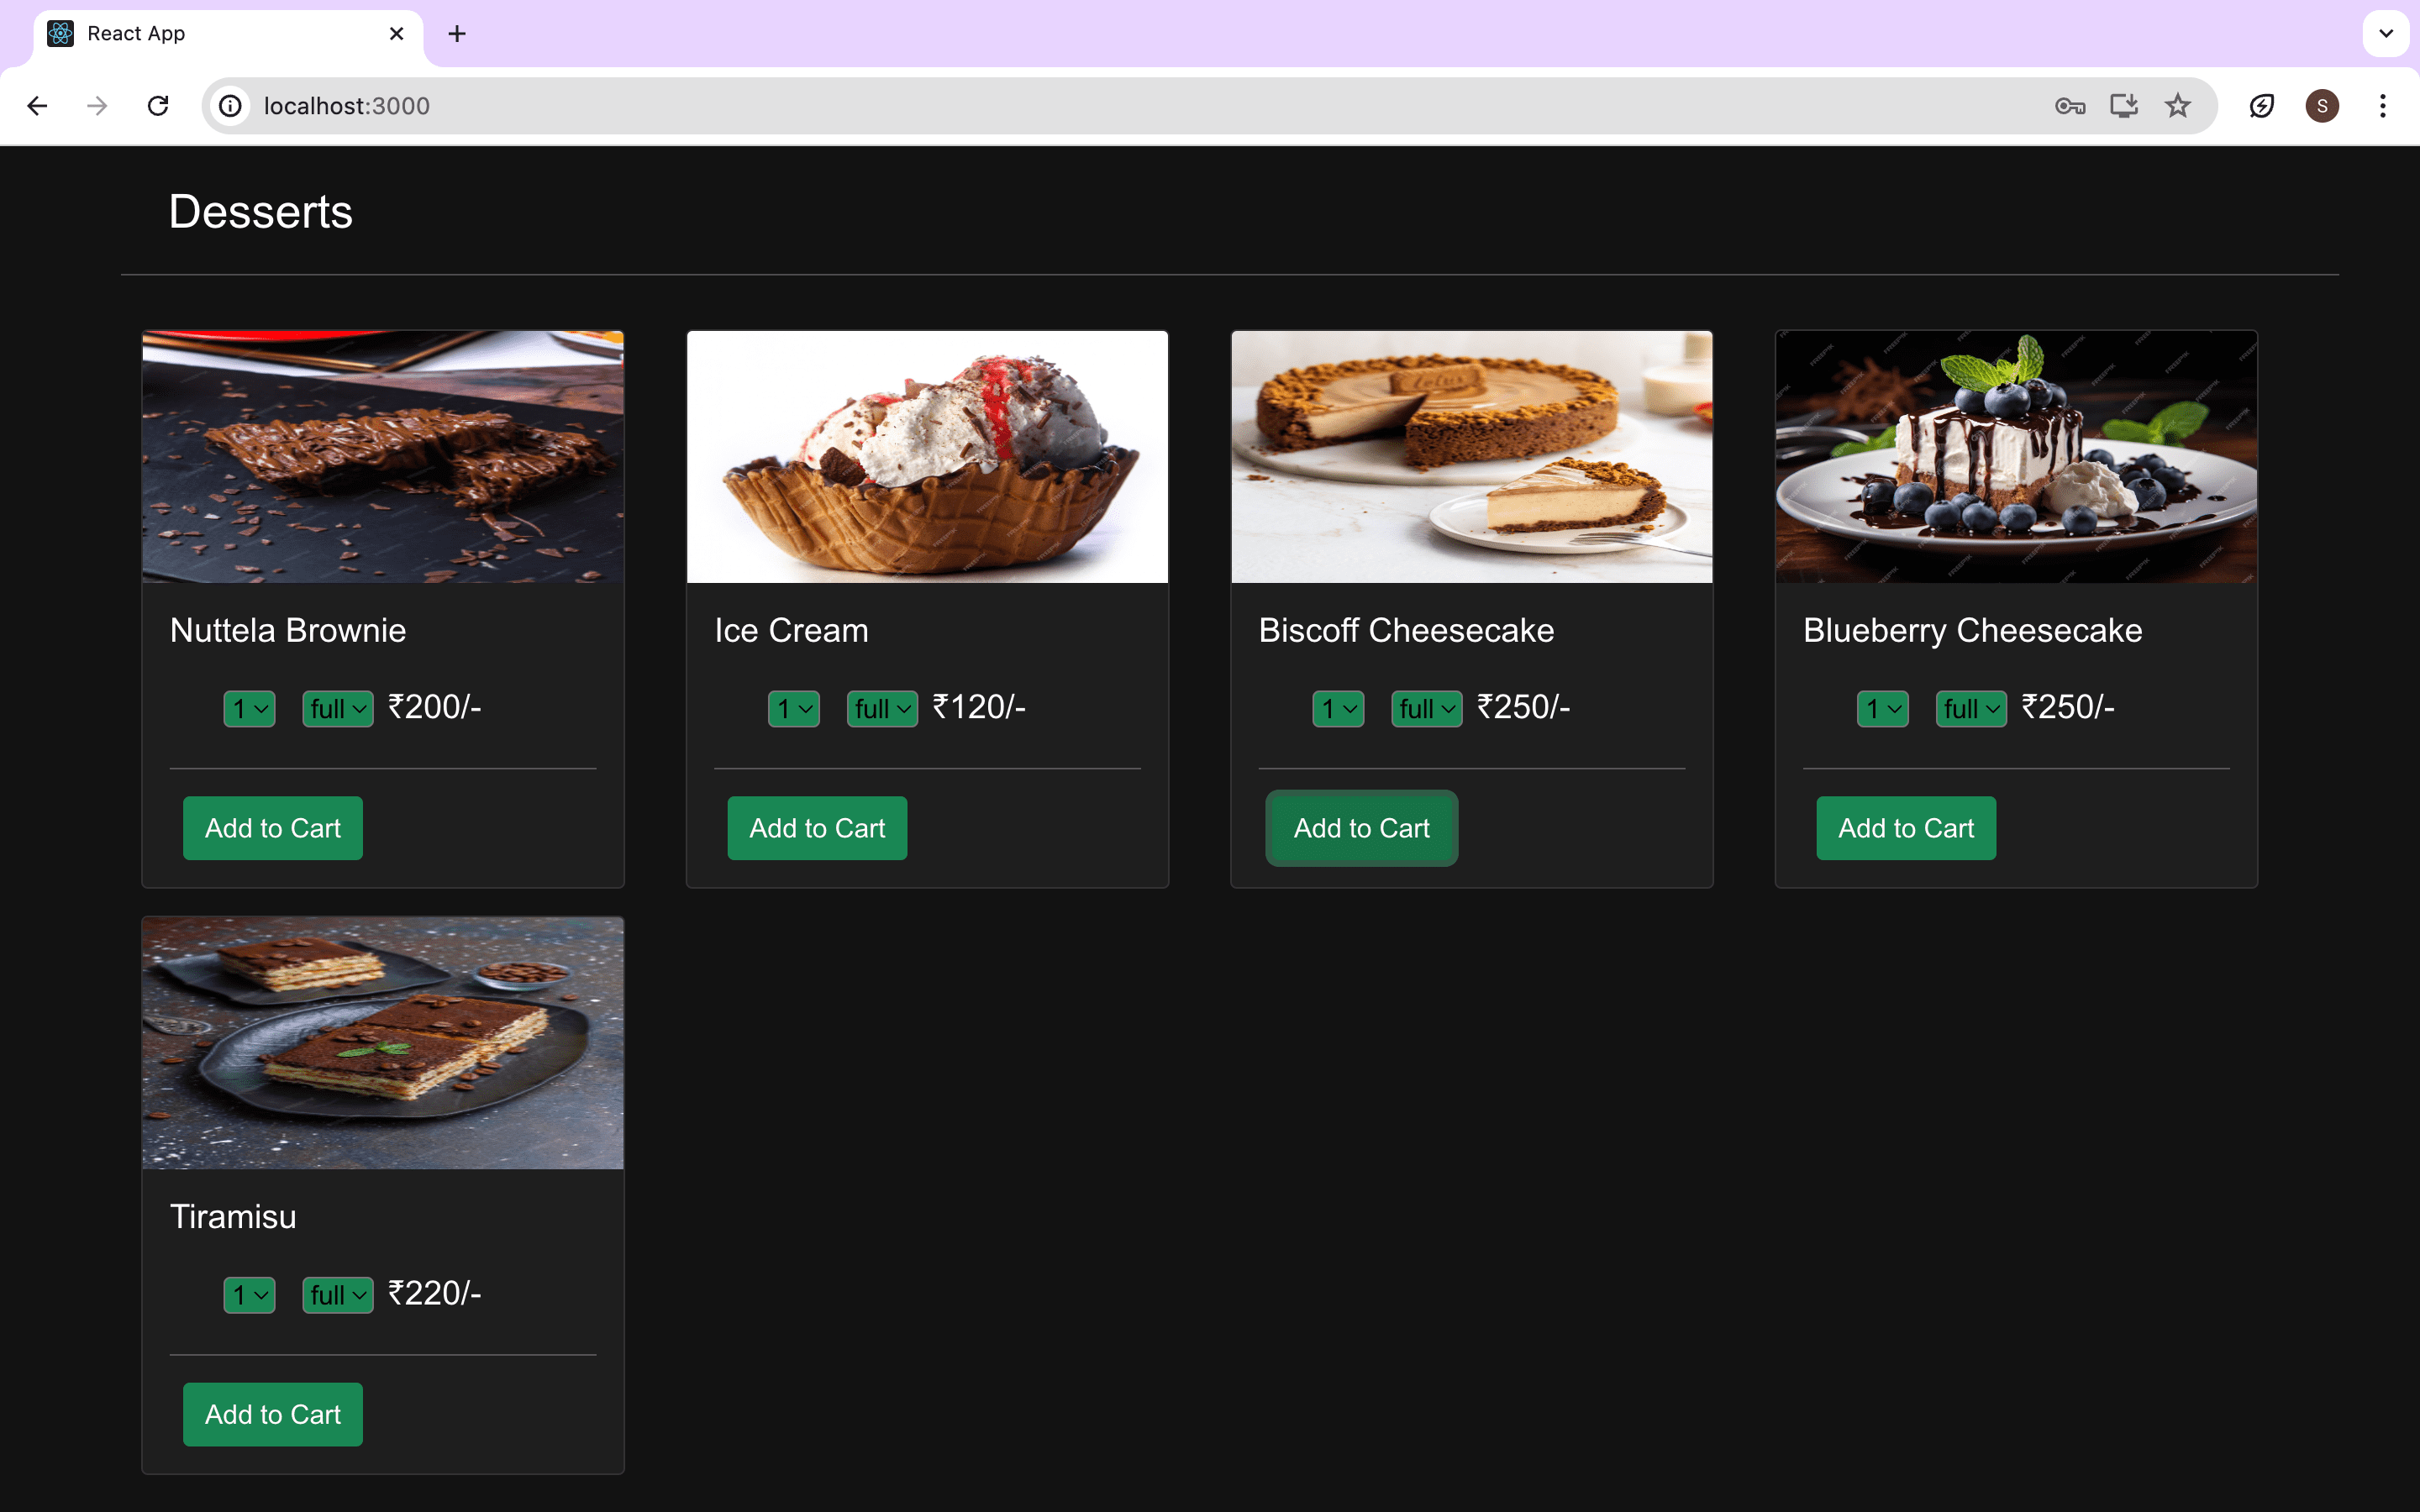 React App
localhost:3000
S
Desserts
Nuttela Brownie
1 full ₹200/-
Add to Cart
Ice Cream
1 full ₹120/-
Add to Cart
Lotus
Biscoff Cheesecake
1 full ₹250/-
Add to Cart
FREEPIK
Blueberry Cheesecake
1 full ₹250/-
Add to Cart
Tiramisu
1 full ₹220/-
Add to Cart